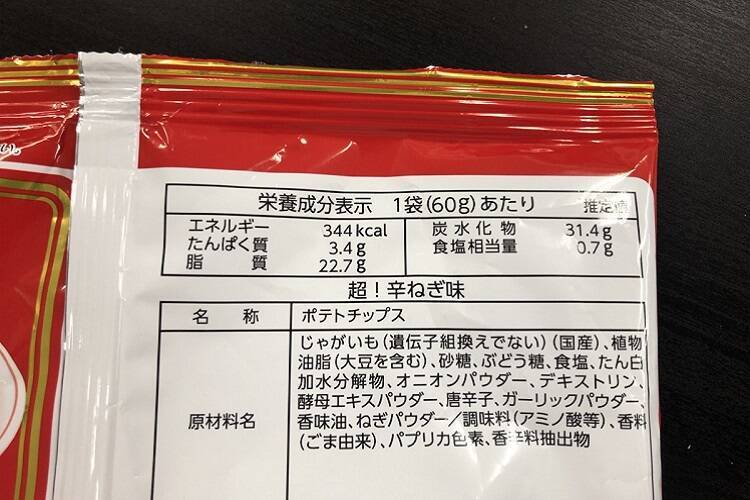 栄養成分表示 1袋(60g)あたり 推定値
エネルギー 344kcal 炭水化物 31.4g
たんぱく質 3.4g 食塩相当量 0.7g
脂質 22.7g
超!辛ねぎ味
名称 ポテトチップス
原材料名
じゃがいも(遺伝子組換えでない)(国産)、植物
油脂(大豆を含む)、砂糖、ぶどう糖、食塩、たん白
加水分解物、オニオンパウダー、デキストリン、
酵母エキスパウダー、唐辛子、ガーリックパウダー、
香味油、ねぎパウダー/調味料(アミノ酸等)、香料
(ごま由来)、パプリカ色素、香辛料抽出物